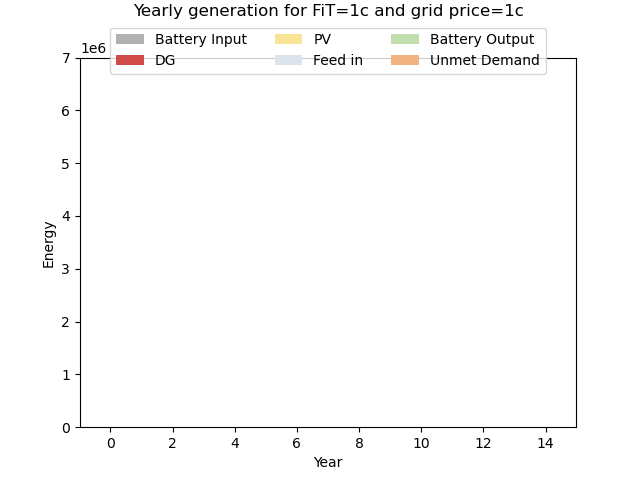 Yearly generation for FiT=1c and grid price=1c
Battery Input PV Battery Output
DG Feed in Unmet Demand
1e6
7
6
5
4
3
2
1
0
Energy
0 2 4 6 8 10 12 14
Year